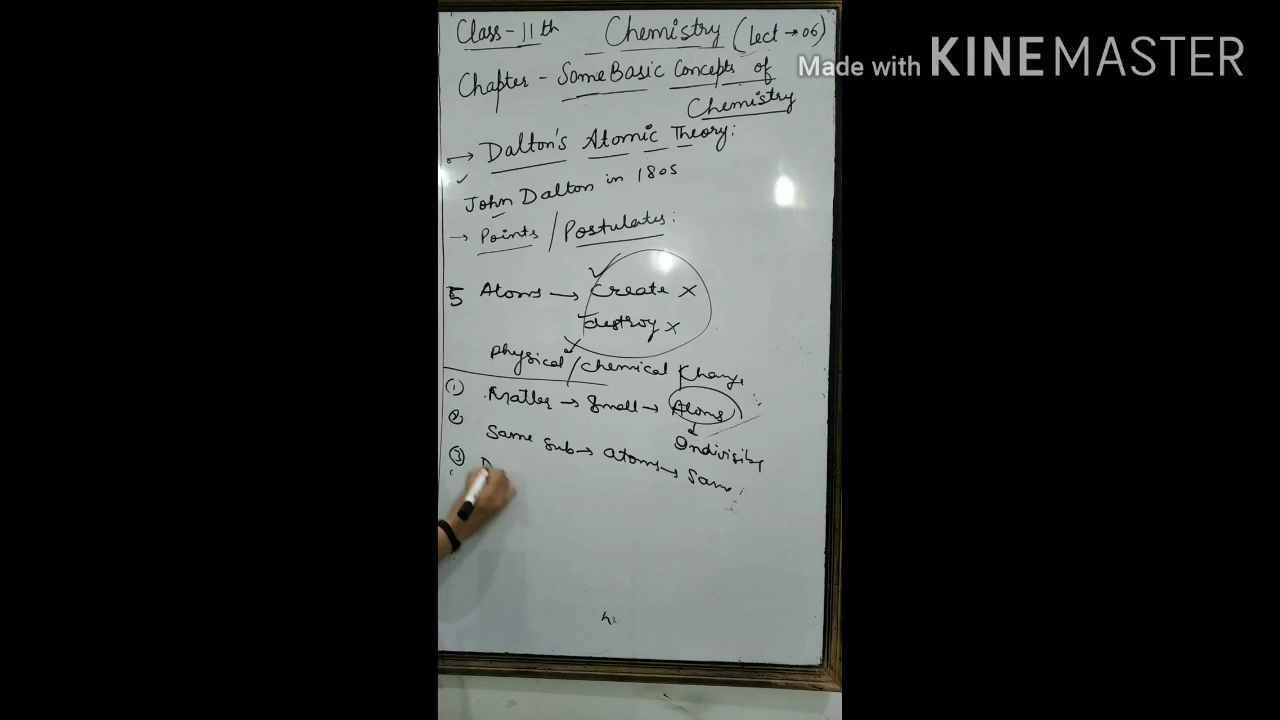 Class-11th Chemistry (Lect → 06)
Made with KINEMASTER
Chapter - Some Basic Concepts of
Chemistry
→ Dalton's Atomic Theory:
✓
John Dalton in 1805
→ Points / Postulates:
5 Atoms → Create ×
destroy ×
Physical / Chemical Change
① Matter → Small → Atoms
↓
Indivisible
② Same Sub → atoms → Same
③